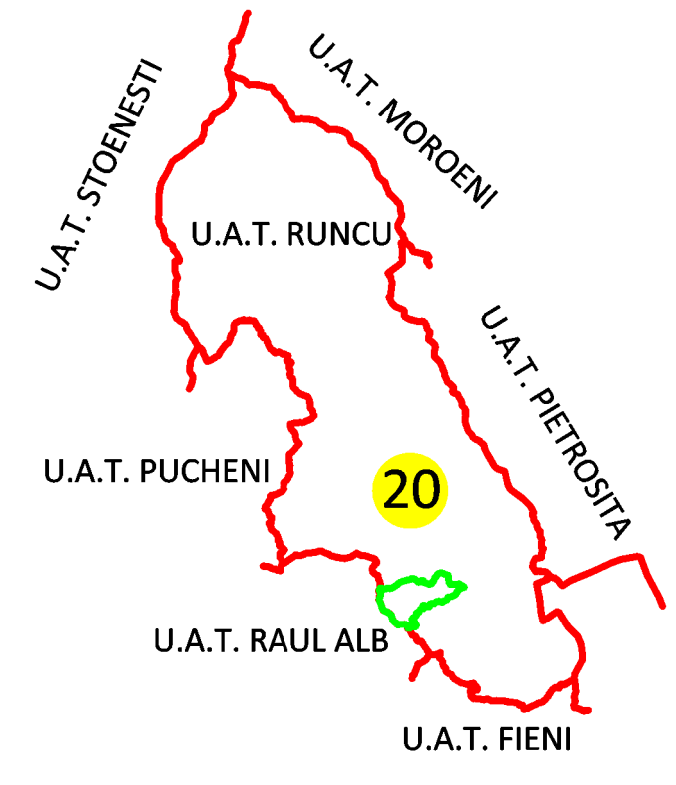 U.A.T. MOROENI
U.A.T. STOENESTI
U.A.T. RUNCU
U.A.T. PIETROSITA
U.A.T. PUCHENI
20
U.A.T. RAUL ALB
U.A.T. FIENI